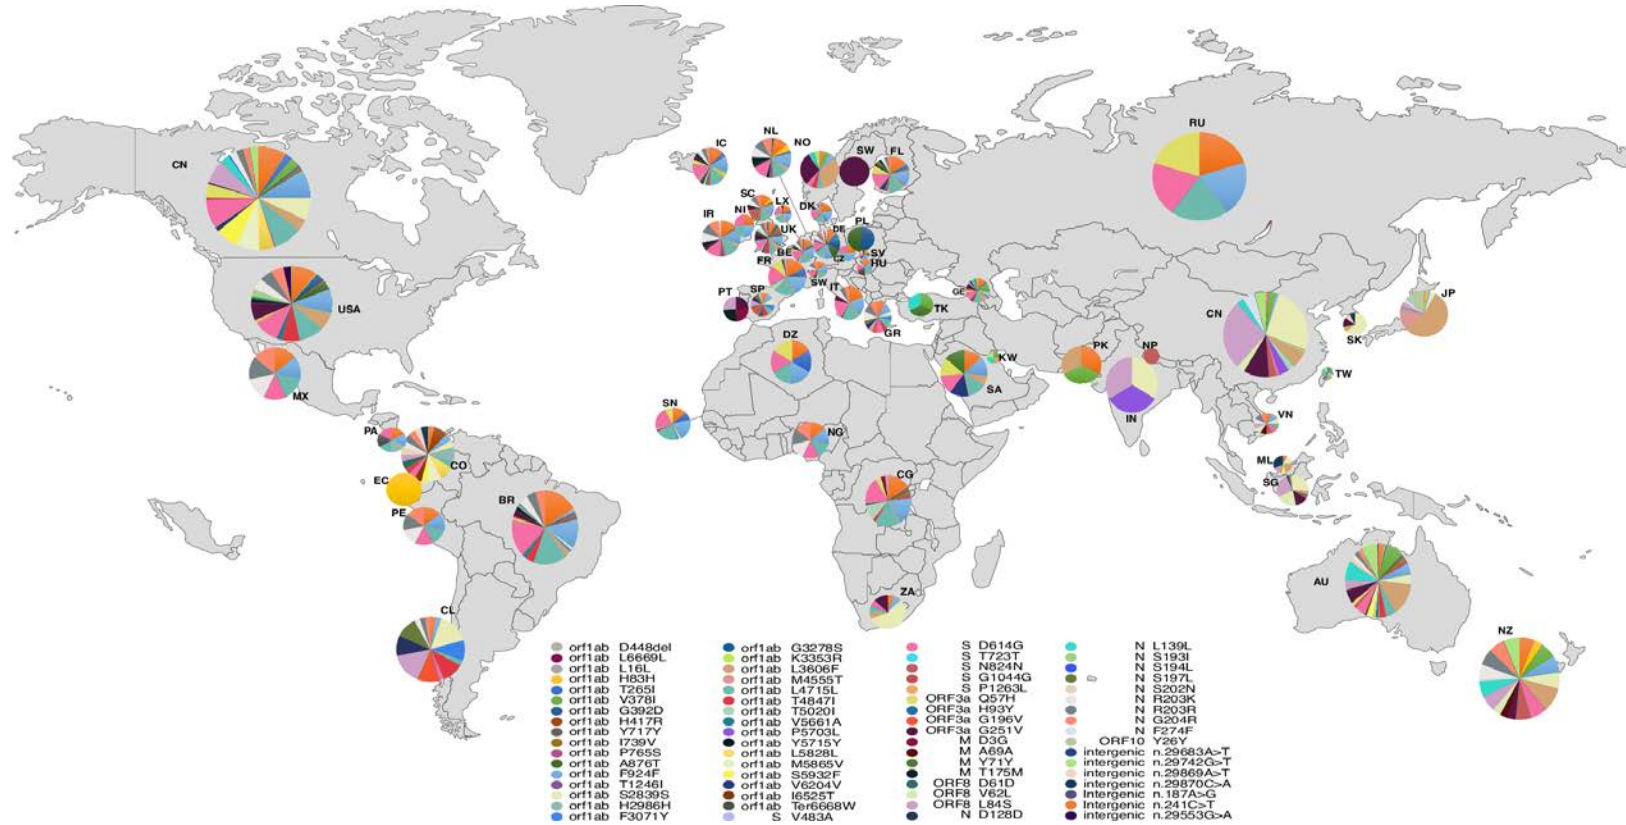 CN
USA
MX
PA
CO
EC
PE
BR
CL
IC
NL
NO
SW
FL
SC
LX
DK
IR
NI
UK
DE
PL
BE
CZ
SV
FR
SW
HU
PT
SP
IT
GR
TK
GE
RU
JP
CN
SK
TW
DZ
KW
SA
PK
NP
IN
SN
NG
CG
ZA
VN
ML
SG
AU
NZ
orf1ab D448del
orf1ab L6669L
orf1ab L16L
orf1ab H83H
orf1ab T265I
orf1ab V378I
orf1ab G392D
orf1ab H417R
orf1ab Y717Y
orf1ab I739V
orf1ab P765S
orf1ab A876T
orf1ab F924F
orf1ab T1246I
orf1ab S2839S
orf1ab H2986H
orf1ab F3071Y
orf1ab G3278S
orf1ab K3353R
orf1ab L3606F
orf1ab M4555T
orf1ab L4715L
orf1ab T4847I
orf1ab T5020I
orf1ab V5661A
orf1ab P5703L
orf1ab Y5715Y
orf1ab L5828L
orf1ab M5865V
orf1ab S5932F
orf1ab V6204V
orf1ab I6525T
orf1ab Ter6668W
S V483A
S D614G
S T723T
S N824N
S G1044G
S P1263L
ORF3a Q57H
ORF3a H93Y
ORF3a G196V
ORF3a G251V
M D3G
M A69A
M Y71Y
M T175M
ORF8 D61D
ORF8 V62L
ORF8 L84S
N D128D
N L139L
N S193I
N S194L
N S197L
N S202N
N R203K
N R203R
N G204R
N F274F
ORF10 Y26Y
intergenic n.29683A>T
intergenic n.29742G>T
intergenic n.29869A>T
intergenic n.29870C>A
Intergenic n.187A>G
Intergenic n.241C>T
intergenic n.29553G>A